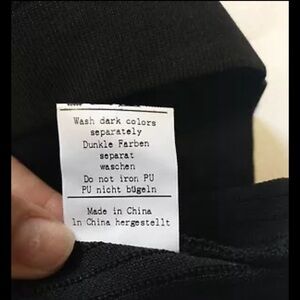 Wash dark colors
separately
Dunkle Farben
separat
waschen
Do not iron PU
PU nicht bügeln
Made in China
In China hergestellt